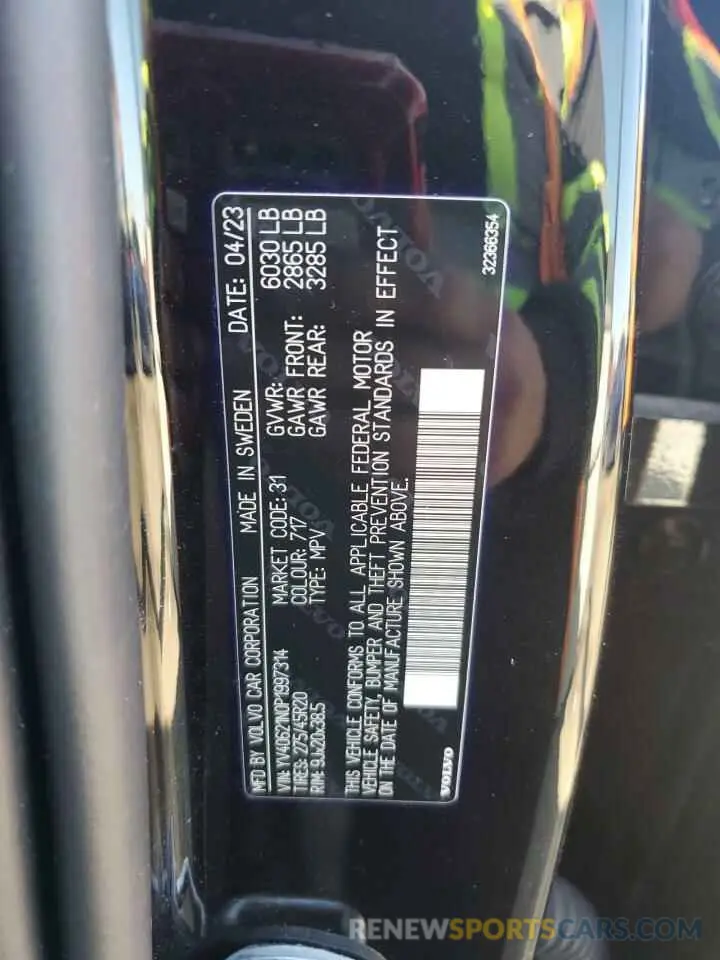 MFD BY VOLVO CAR CORPORATION MADE IN SWEDEN DATE: 04/23
VIN: YV4062JN0P1997314 MARKET CODE: 31 GVWR: 6030 LB
TIRES: 275/45R20 COLOUR: 717 GAWR FRONT: 2865 LB
RIM: 9Jx20x38.5 TYPE: MPV GAWR REAR: 3285 LB
THIS VEHICLE CONFORMS TO ALL APPLICABLE FEDERAL MOTOR
VEHICLE SAFETY, BUMPER AND THEFT PREVENTION STANDARDS IN EFFECT
ON THE DATE OF MANUFACTURE SHOWN ABOVE.
VOLVO 32366354
RENEWSPORTSCARS.COM